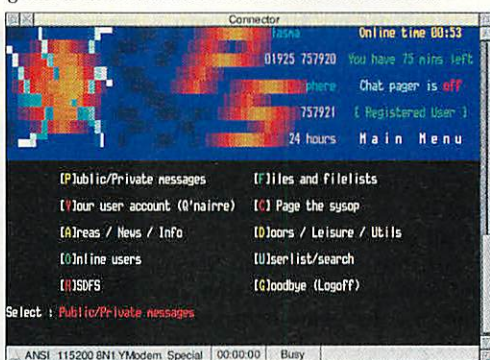 Connector
lasma Online time 00:53
01925 757920 You have 75 mins left
phere Chat pager is off
757921 [ Registered User ]
24 hours Main Menu
[P]ublic/Private messages [F]iles and filelists
[Y]our user account (Q'nairre) [C] Page the sysop
[A]reas / News / Info [D]oors / Leisure / Utils
[O]nline users [U]serlist/search
[R]SDFS [G]oodbye (Logoff)
Select : Public/Private messages
ANSI 115200 8N1 YModem Special 00:00:00 Busy